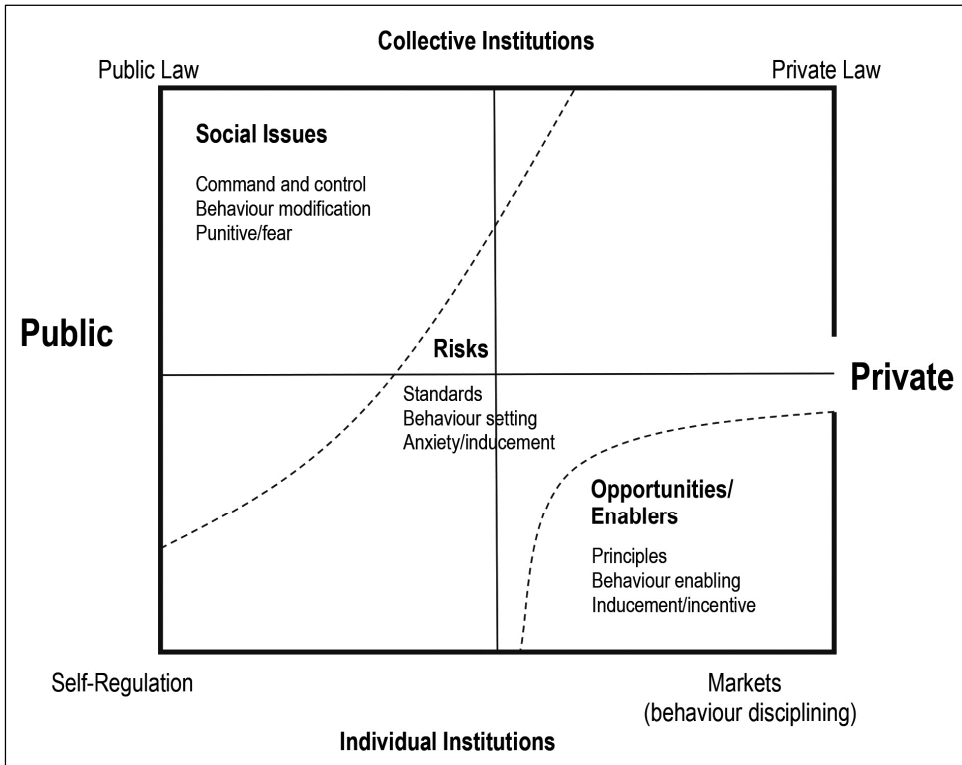 Collective Institutions
Public Law
Private Law
Social Issues
Command and control
Behaviour modification
Punitive/fear
Public
Risks
Private
Standards
Behaviour setting
Anxiety/inducement
Opportunities/
Enablers
Principles
Behaviour enabling
Inducement/incentive
Self-Regulation
Markets
(behaviour disciplining)
Individual Institutions